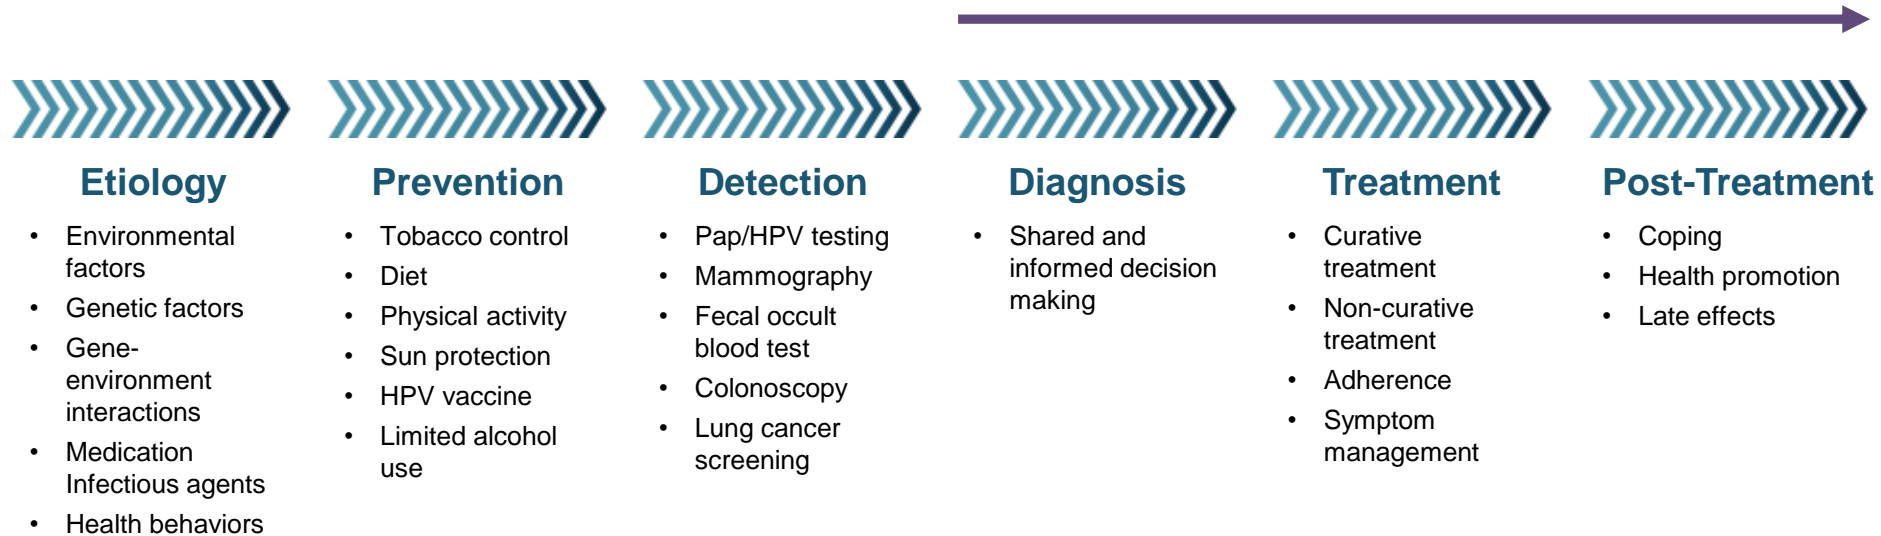 Etiology
• Environmental
factors
• Genetic factors
• Gene-
environment
interactions
• Medication
Infectious agents
• Health behaviors
Prevention
• Tobacco control
• Diet
• Physical activity
• Sun protection
• HPV vaccine
• Limited alcohol
use
Detection
• Pap/HPV testing
• Mammography
• Fecal occult
blood test
• Colonoscopy
• Lung cancer
screening
Diagnosis
• Shared and
informed decision
making
Treatment
• Curative
treatment
• Non-curative
treatment
• Adherence
• Symptom
management
Post-Treatment
• Coping
• Health promotion
• Late effects